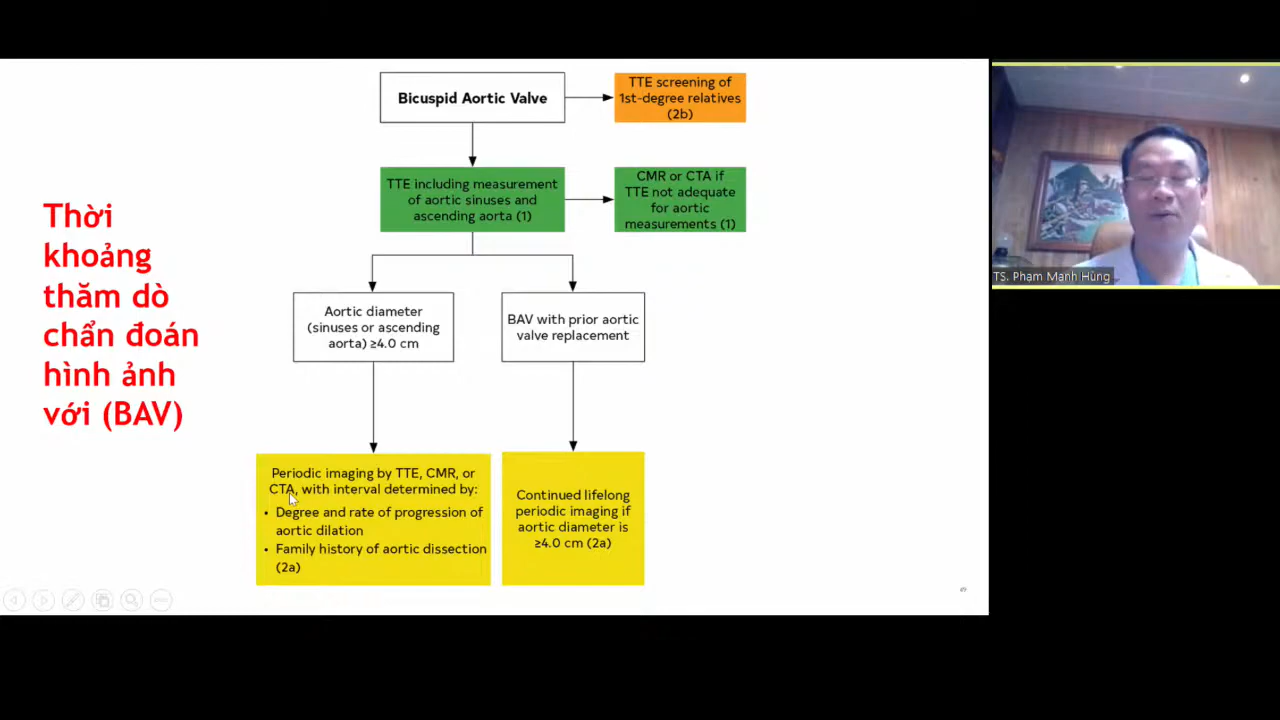 Bicuspid Aortic Valve
TTE screening of
1st-degree relatives
(2b)
TTE including measurement
of aortic sinuses and
ascending aorta (1)
CMR or CTA if
TTE not adequate
for aortic
measurements (1)
Thời
khoảng
thăm dò
chẩn đoán
hình ảnh
với (BAV)
Aortic diameter
(sinuses or ascending
aorta) ≥4.0 cm
BAV with prior aortic
valve replacement
Periodic imaging by TTE, CMR, or
CTA, with interval determined by:
• Degree and rate of progression of
aortic dilation
• Family history of aortic dissection
(2a)
Continued lifelong
periodic imaging if
aortic diameter is
≥4.0 cm (2a)
TS. Phạm Mạnh Hùng